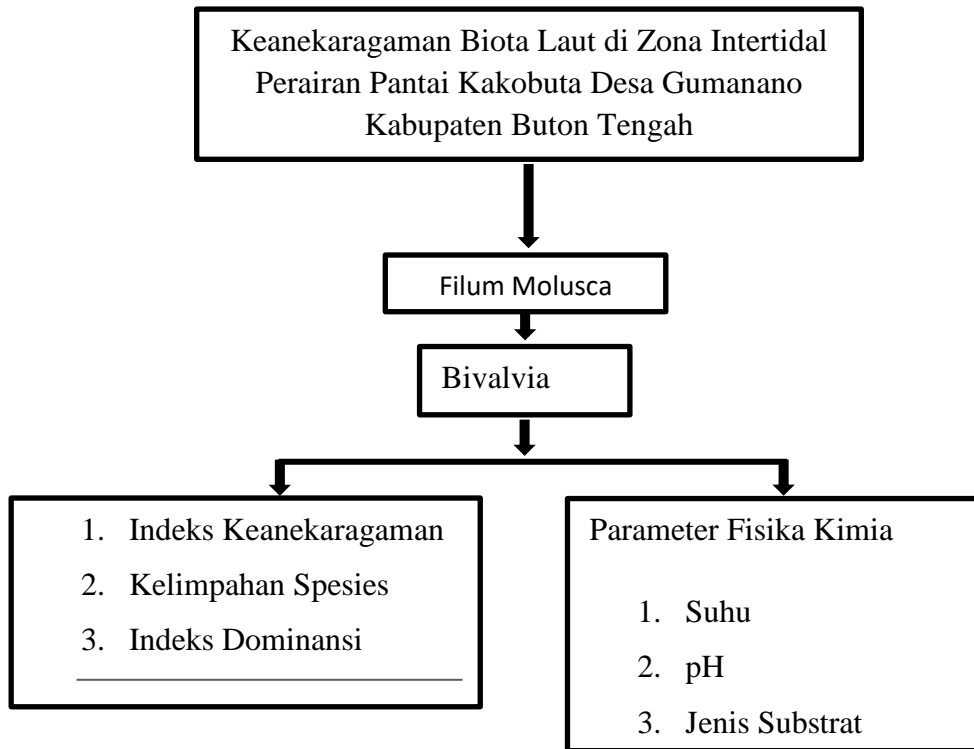 Keanekaragaman Biota Laut di Zona Intertidal
Perairan Pantai Kakobuta Desa Gumanano
Kabupaten Buton Tengah
Filum Molusca
Bivalvia
1. Indeks Keanekaragaman
2. Kelimpahan Spesies
3. Indeks Dominansi
Parameter Fisika Kimia
1. Suhu
2. pH
3. Jenis Substrat